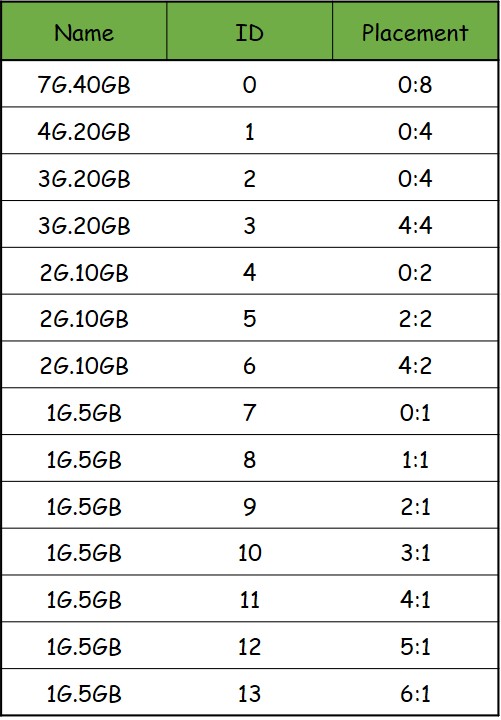 Name ID Placement
7G.40GB 0 0:8
4G.20GB 1 0:4
3G.20GB 2 0:4
3G.20GB 3 4:4
2G.10GB 4 0:2
2G.10GB 5 2:2
2G.10GB 6 4:2
1G.5GB 7 0:1
1G.5GB 8 1:1
1G.5GB 9 2:1
1G.5GB 10 3:1
1G.5GB 11 4:1
1G.5GB 12 5:1
1G.5GB 13 6:1